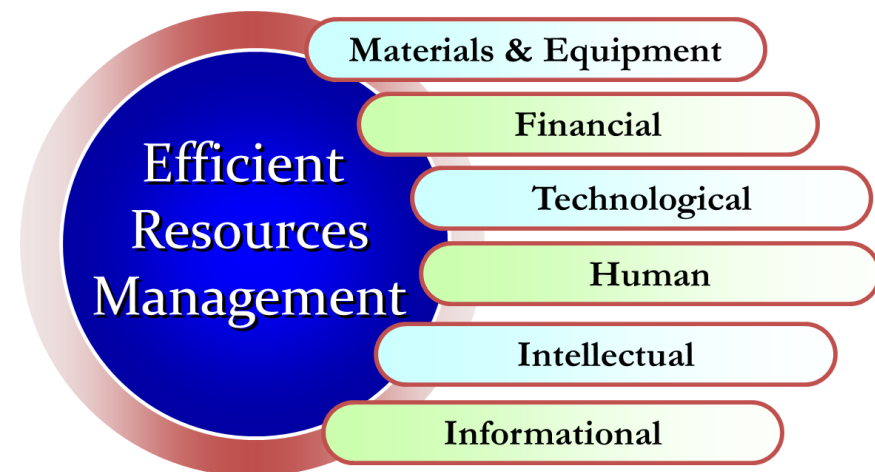 Efficient
Resources
Management
Materials & Equipment
Financial
Technological
Human
Intellectual
Informational